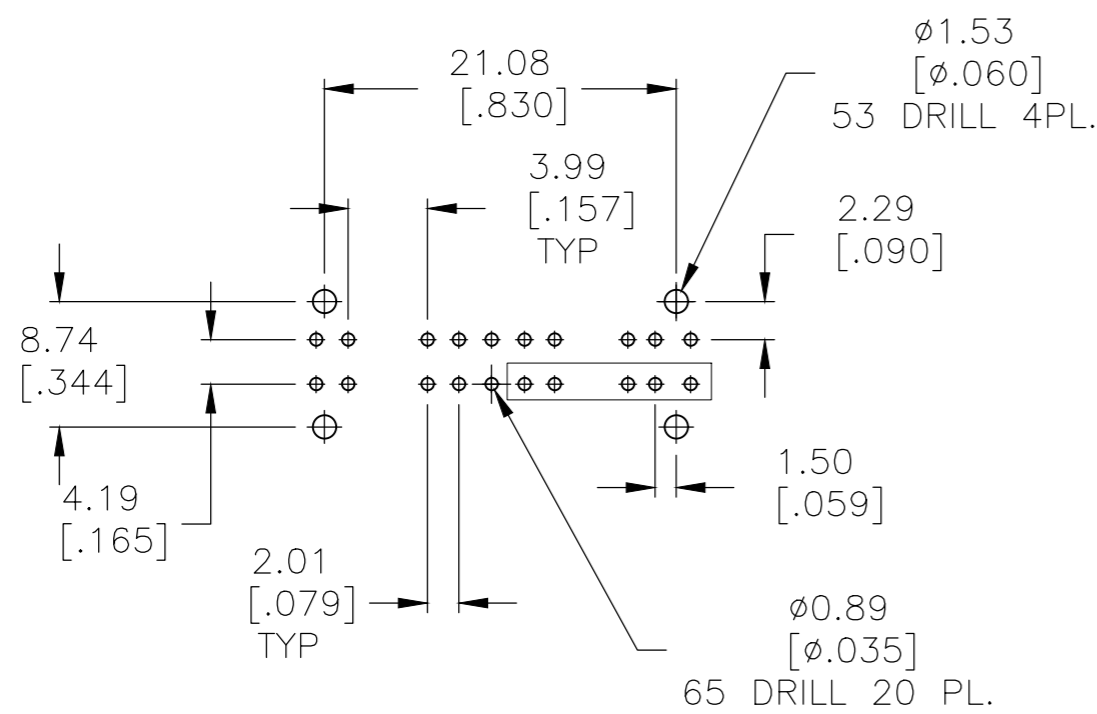 ø1.53
[ø.060]
53 DRILL 4PL.
21.08
[.830]
3.99
[.157]
TYP
2.29
[.090]
8.74
[.344]
4.19
[.165]
1.50
[.059]
2.01
[.079]
TYP
ø0.89
[ø.035]
65 DRILL 20 PL.